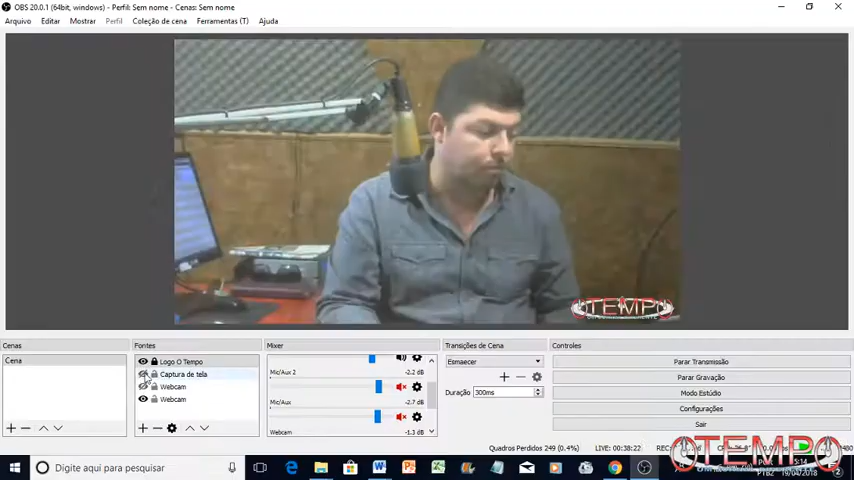 OBS 20.0.1 (64bit, windows) - Perfil: Sem nome - Cenas: Sem nome
Arquivo Editar Mostrar Perfil Coleção de cena Ferramentas (T) Ajuda
OTEMPO
Cenas Fontes Mixer Transições de Cena Controles
Cena
Logo O Tempo
Captura de tela
Webcam
Webcam
Mic/Aux 2 -2.2 dB
Mic/Aux -2.7 dB
Webcam -1.3 dB
Esmaecer
Duração 300ms
Parar Transmissão
Parar Gravação
Modo Estúdio
Configurações
Sair
Quadros Perdidos 249 (0.4%) LIVE: 00:38:22
OTEMPO
Digite aqui para pesquisar
PTB2 19/04/2018